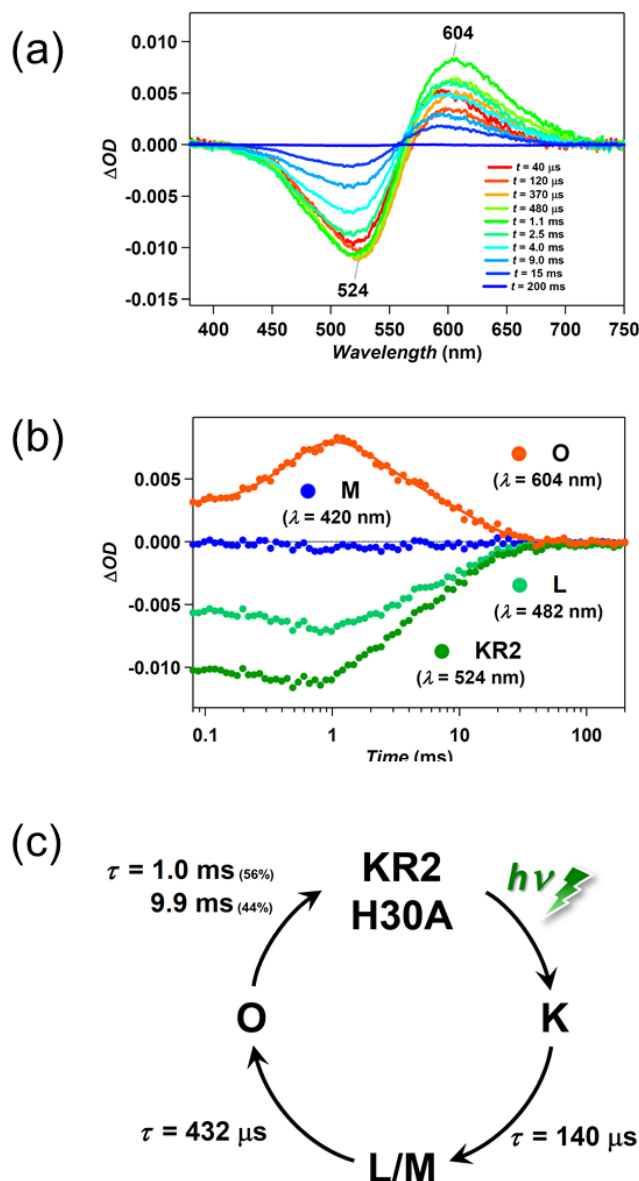 (a)
0.010
0.005
0.000
-0.005
-0.010
-0.015
ΔOD
604
524
t = 40 μs
t = 120 μs
t = 370 μs
t = 480 μs
t = 1.1 ms
t = 2.5 ms
t = 4.0 ms
t = 9.0 ms
t = 15 ms
t = 200 ms
400 450 500 550 600 650 700 750
Wavelength (nm)
(b)
0.005
0.000
-0.005
-0.010
ΔOD
O
(λ = 604 nm)
M
(λ = 420 nm)
L
(λ = 482 nm)
KR2
(λ = 524 nm)
0.1 1 10 100
Time (ms)
(c)
τ = 1.0 ms (56%)
9.9 ms (44%)
KR2
H30A
hν
O
K
τ = 432 μs
τ = 140 μs
L/M